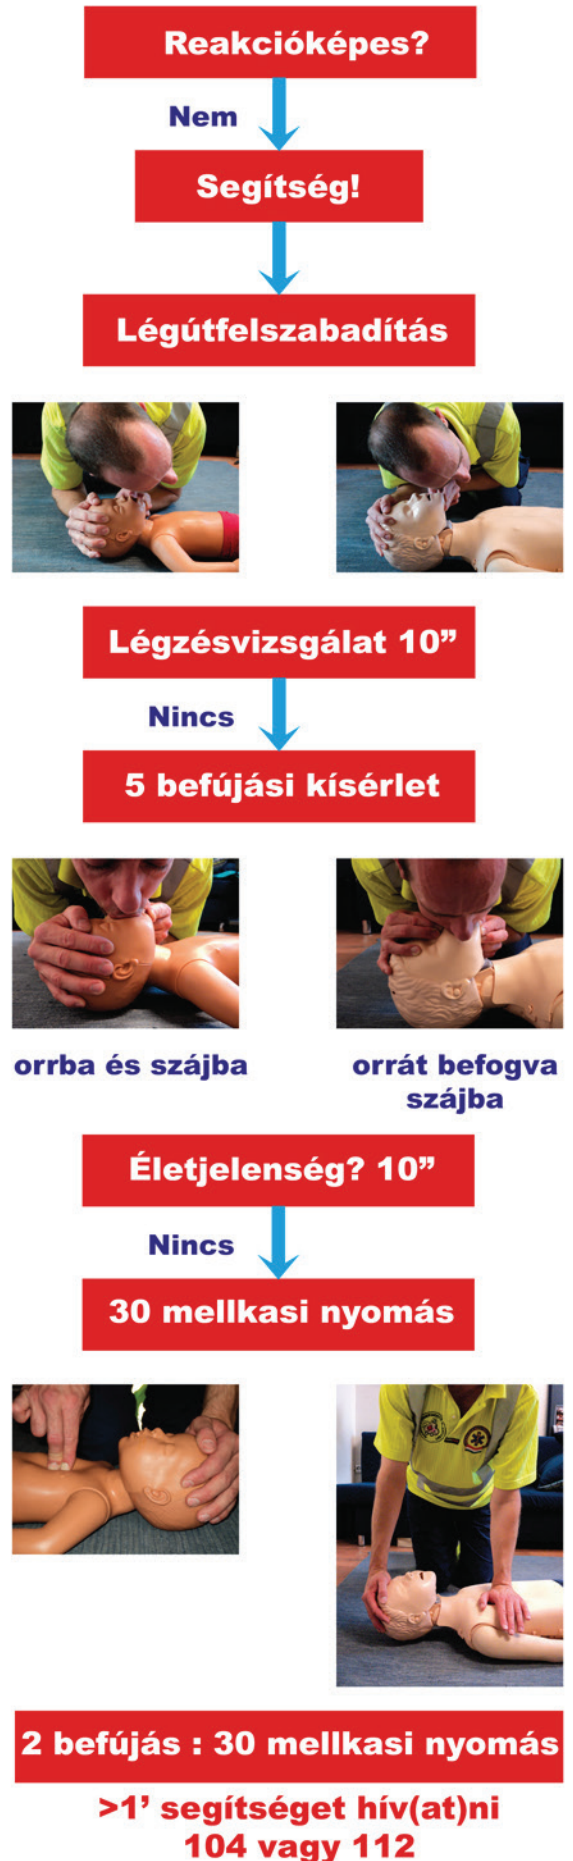 Reakcióképes?
Nem
Segítség!
Légútfelszabadítás
Légzésvizsgálat 10”
Nincs
5 befújási kísérlet
orrba és szájba
orrát befogva
szájba
Életjelenség? 10”
Nincs
30 mellkasi nyomás
2 befújás : 30 mellkasi nyomás
>1’ segítséget hív(at)ni
104 vagy 112